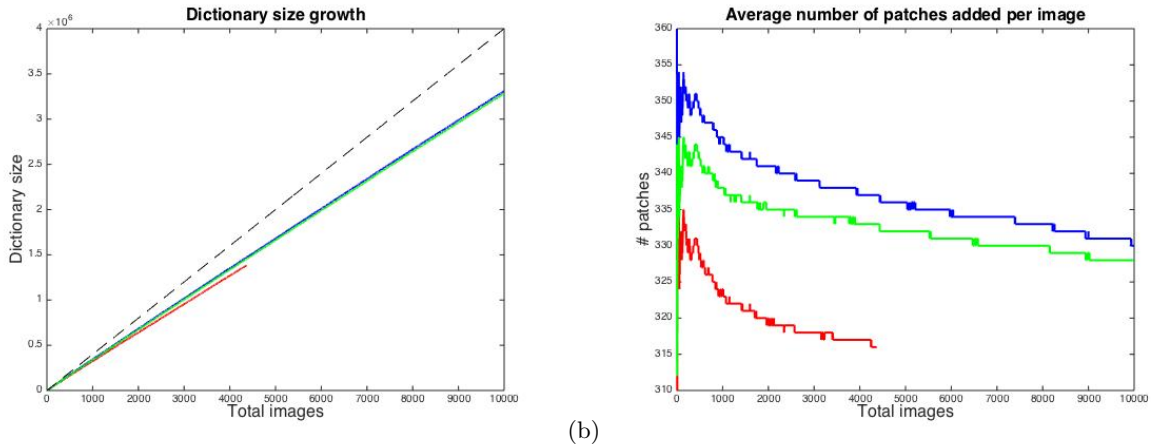 Dictionary size growth
×10⁶
4
3.5
3
2.5
2
1.5
1
0.5
0
Dictionary size
0 1000 2000 3000 4000 5000 6000 7000 8000 9000 10000
Total images
Average number of patches added per image
360
355
350
345
340
335
330
325
320
315
310
# patches
0 1000 2000 3000 4000 5000 6000 7000 8000 9000 10000
Total images
(b)